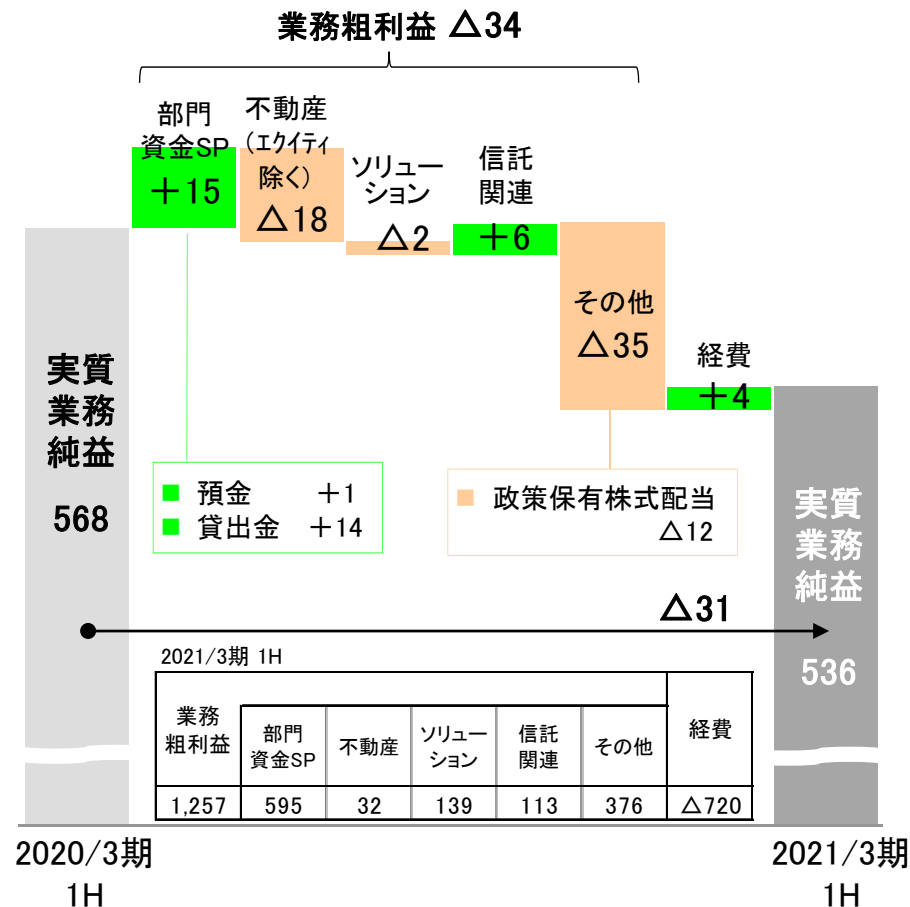 業務粗利益 △34
部門
資金SP
+15
不動産
(エクイティ
除く)
△18
ソリュー
ション
△2
信託
関連
+6
その他
△35
経費
+4
実質
業務
純益
568
■ 預金 +1
■ 貸出金 +14
■ 政策保有株式配当
△12
実質
業務
純益
536
△31
2021/3期 1H
業務
粗利益
部門
資金SP
不動産
ソリュー
ション
信託
関連
その他
経費
1,257 595 32 139 113 376 △720
2020/3期
1H
2021/3期
1H